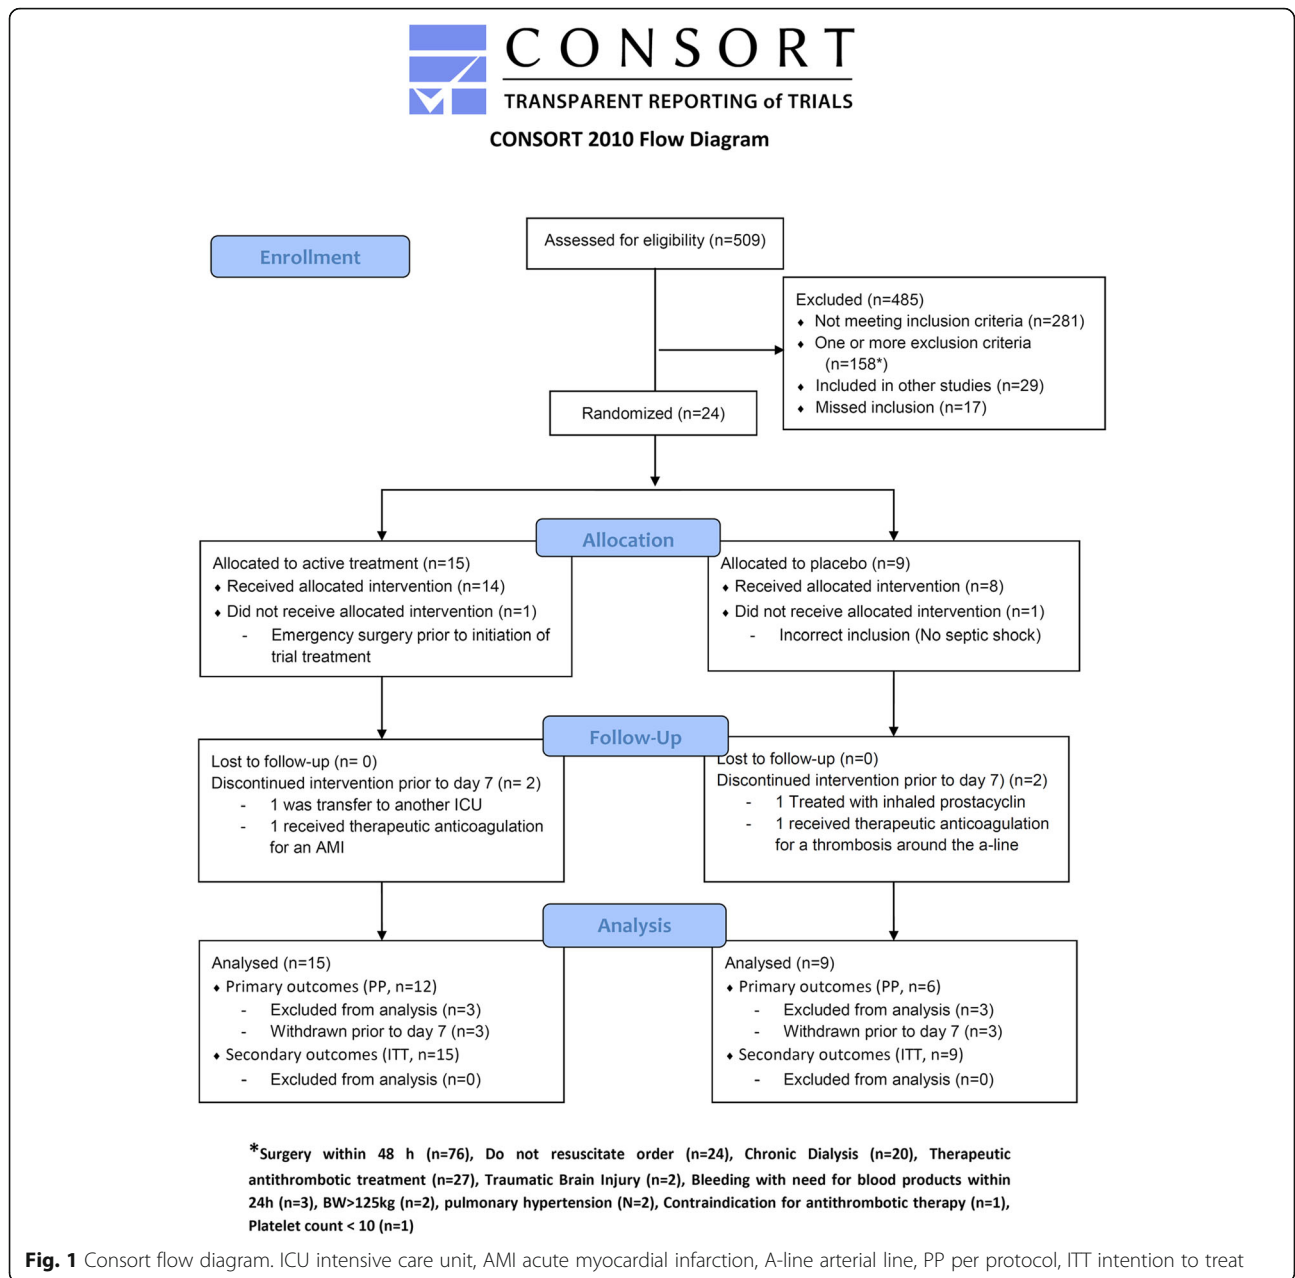 CONSORT
TRANSPARENT REPORTING of TRIALS
CONSORT 2010 Flow Diagram
Enrollment
Assessed for eligibility (n=509)
Excluded (n=485)
♦ Not meeting inclusion criteria (n=281)
♦ One or more exclusion criteria
(n=158*)
♦ Included in other studies (n=29)
♦ Missed inclusion (n=17)
Randomized (n=24)
Allocation
Allocated to active treatment (n=15)
♦ Received allocated intervention (n=14)
♦ Did not receive allocated intervention (n=1)
- Emergency surgery prior to initiation of
trial treatment
Allocated to placebo (n=9)
♦ Received allocated intervention (n=8)
♦ Did not receive allocated intervention (n=1)
- Incorrect inclusion (No septic shock)
Follow-Up
Lost to follow-up (n= 0)
Discontinued intervention prior to day 7 (n= 2)
- 1 was transfer to another ICU
- 1 received therapeutic anticoagulation
for an AMI
Lost to follow-up (n=0)
Discontinued intervention prior to day 7) (n=2)
- 1 Treated with inhaled prostacyclin
- 1 received therapeutic anticoagulation
for a thrombosis around the a-line
Analysis
Analysed (n=15)
♦ Primary outcomes (PP, n=12)
- Excluded from analysis (n=3)
- Withdrawn prior to day 7 (n=3)
♦ Secondary outcomes (ITT, n=15)
- Excluded from analysis (n=0)
Analysed (n=9)
♦ Primary outcomes (PP, n=6)
- Excluded from analysis (n=3)
- Withdrawn prior to day 7 (n=3)
♦ Secondary outcomes (ITT, n=9)
- Excluded from analysis (n=0)
*Surgery within 48 h (n=76), Do not resuscitate order (n=24), Chronic Dialysis (n=20), Therapeutic
antithrombotic treatment (n=27), Traumatic Brain Injury (n=2), Bleeding with need for blood products within
24h (n=3), BW>125kg (n=2), pulmonary hypertension (N=2), Contraindication for antithrombotic therapy (n=1),
Platelet count < 10 (n=1)
Fig. 1 Consort flow diagram. ICU intensive care unit, AMI acute myocardial infarction, A-line arterial line, PP per protocol, ITT intention to treat